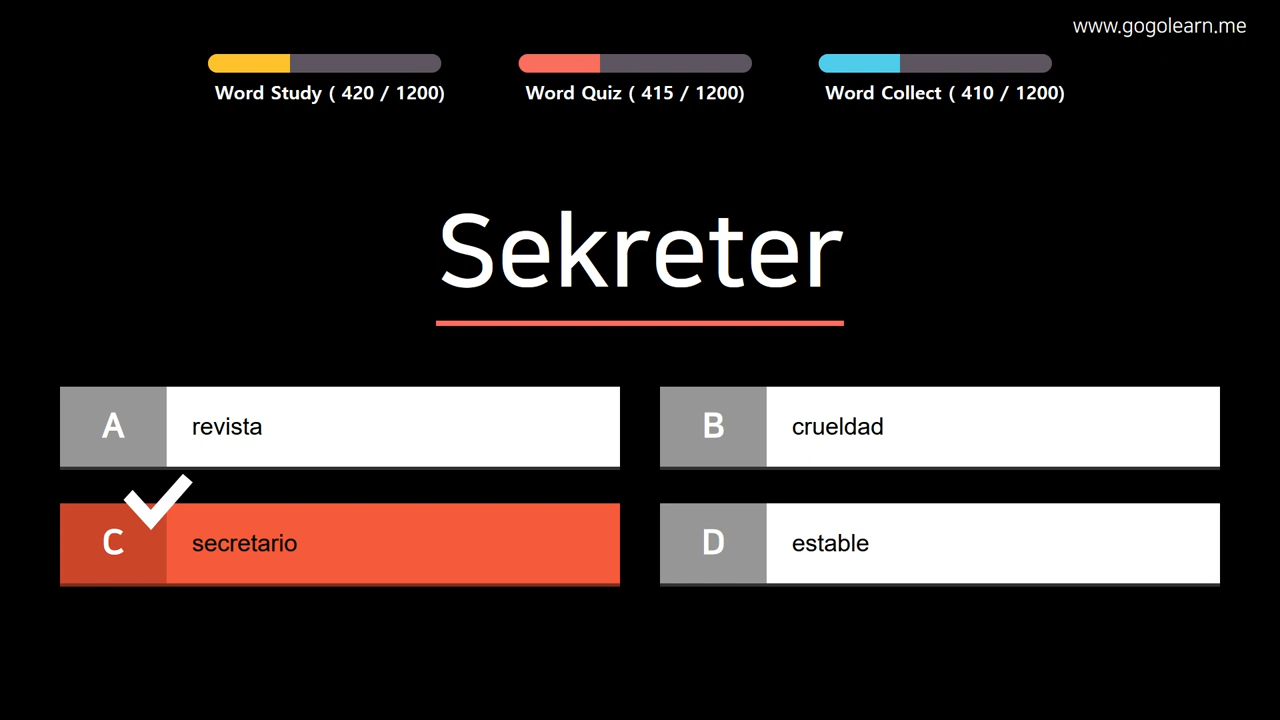 www.gogolearn.me
Word Study ( 420 / 1200)
Word Quiz ( 415 / 1200)
Word Collect ( 410 / 1200)
Sekreter
A
revista
B
crueldad
C
secretario
D
estable